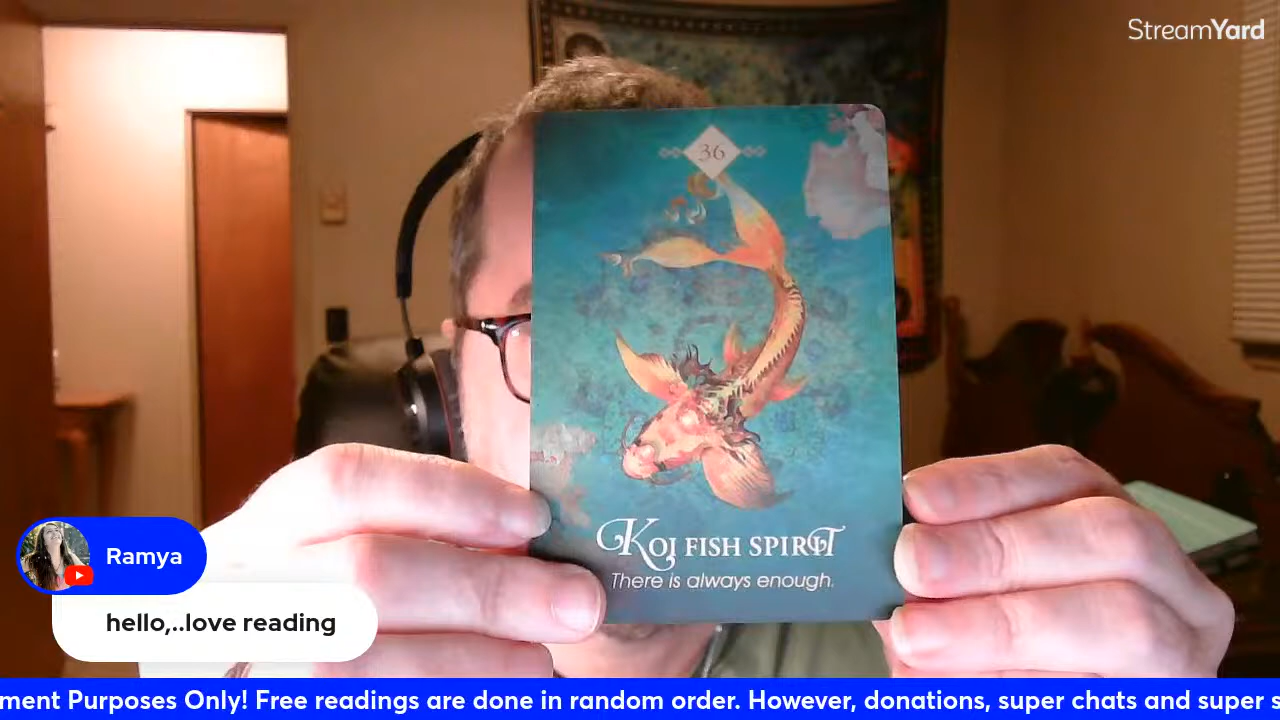 StreamYard
36
Koi FISH SPIRIT
There is always enough.
Ramya
hello,..love reading
ment Purposes Only! Free readings are done in random order. However, donations, super chats and super s